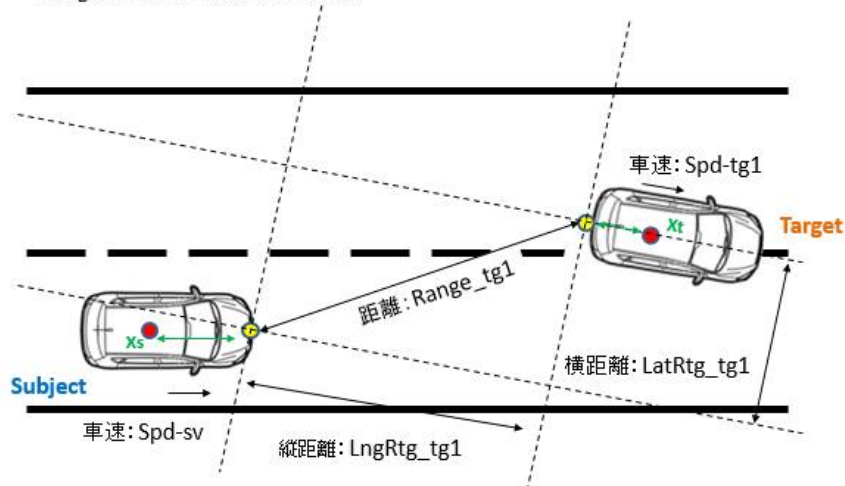 車速: Spd-tg1
Xt
Target
距離: Range_tg1
Xs
横距離: LatRtg_tg1
Subject
車速: Spd-sv
縦距離: LngRtg_tg1